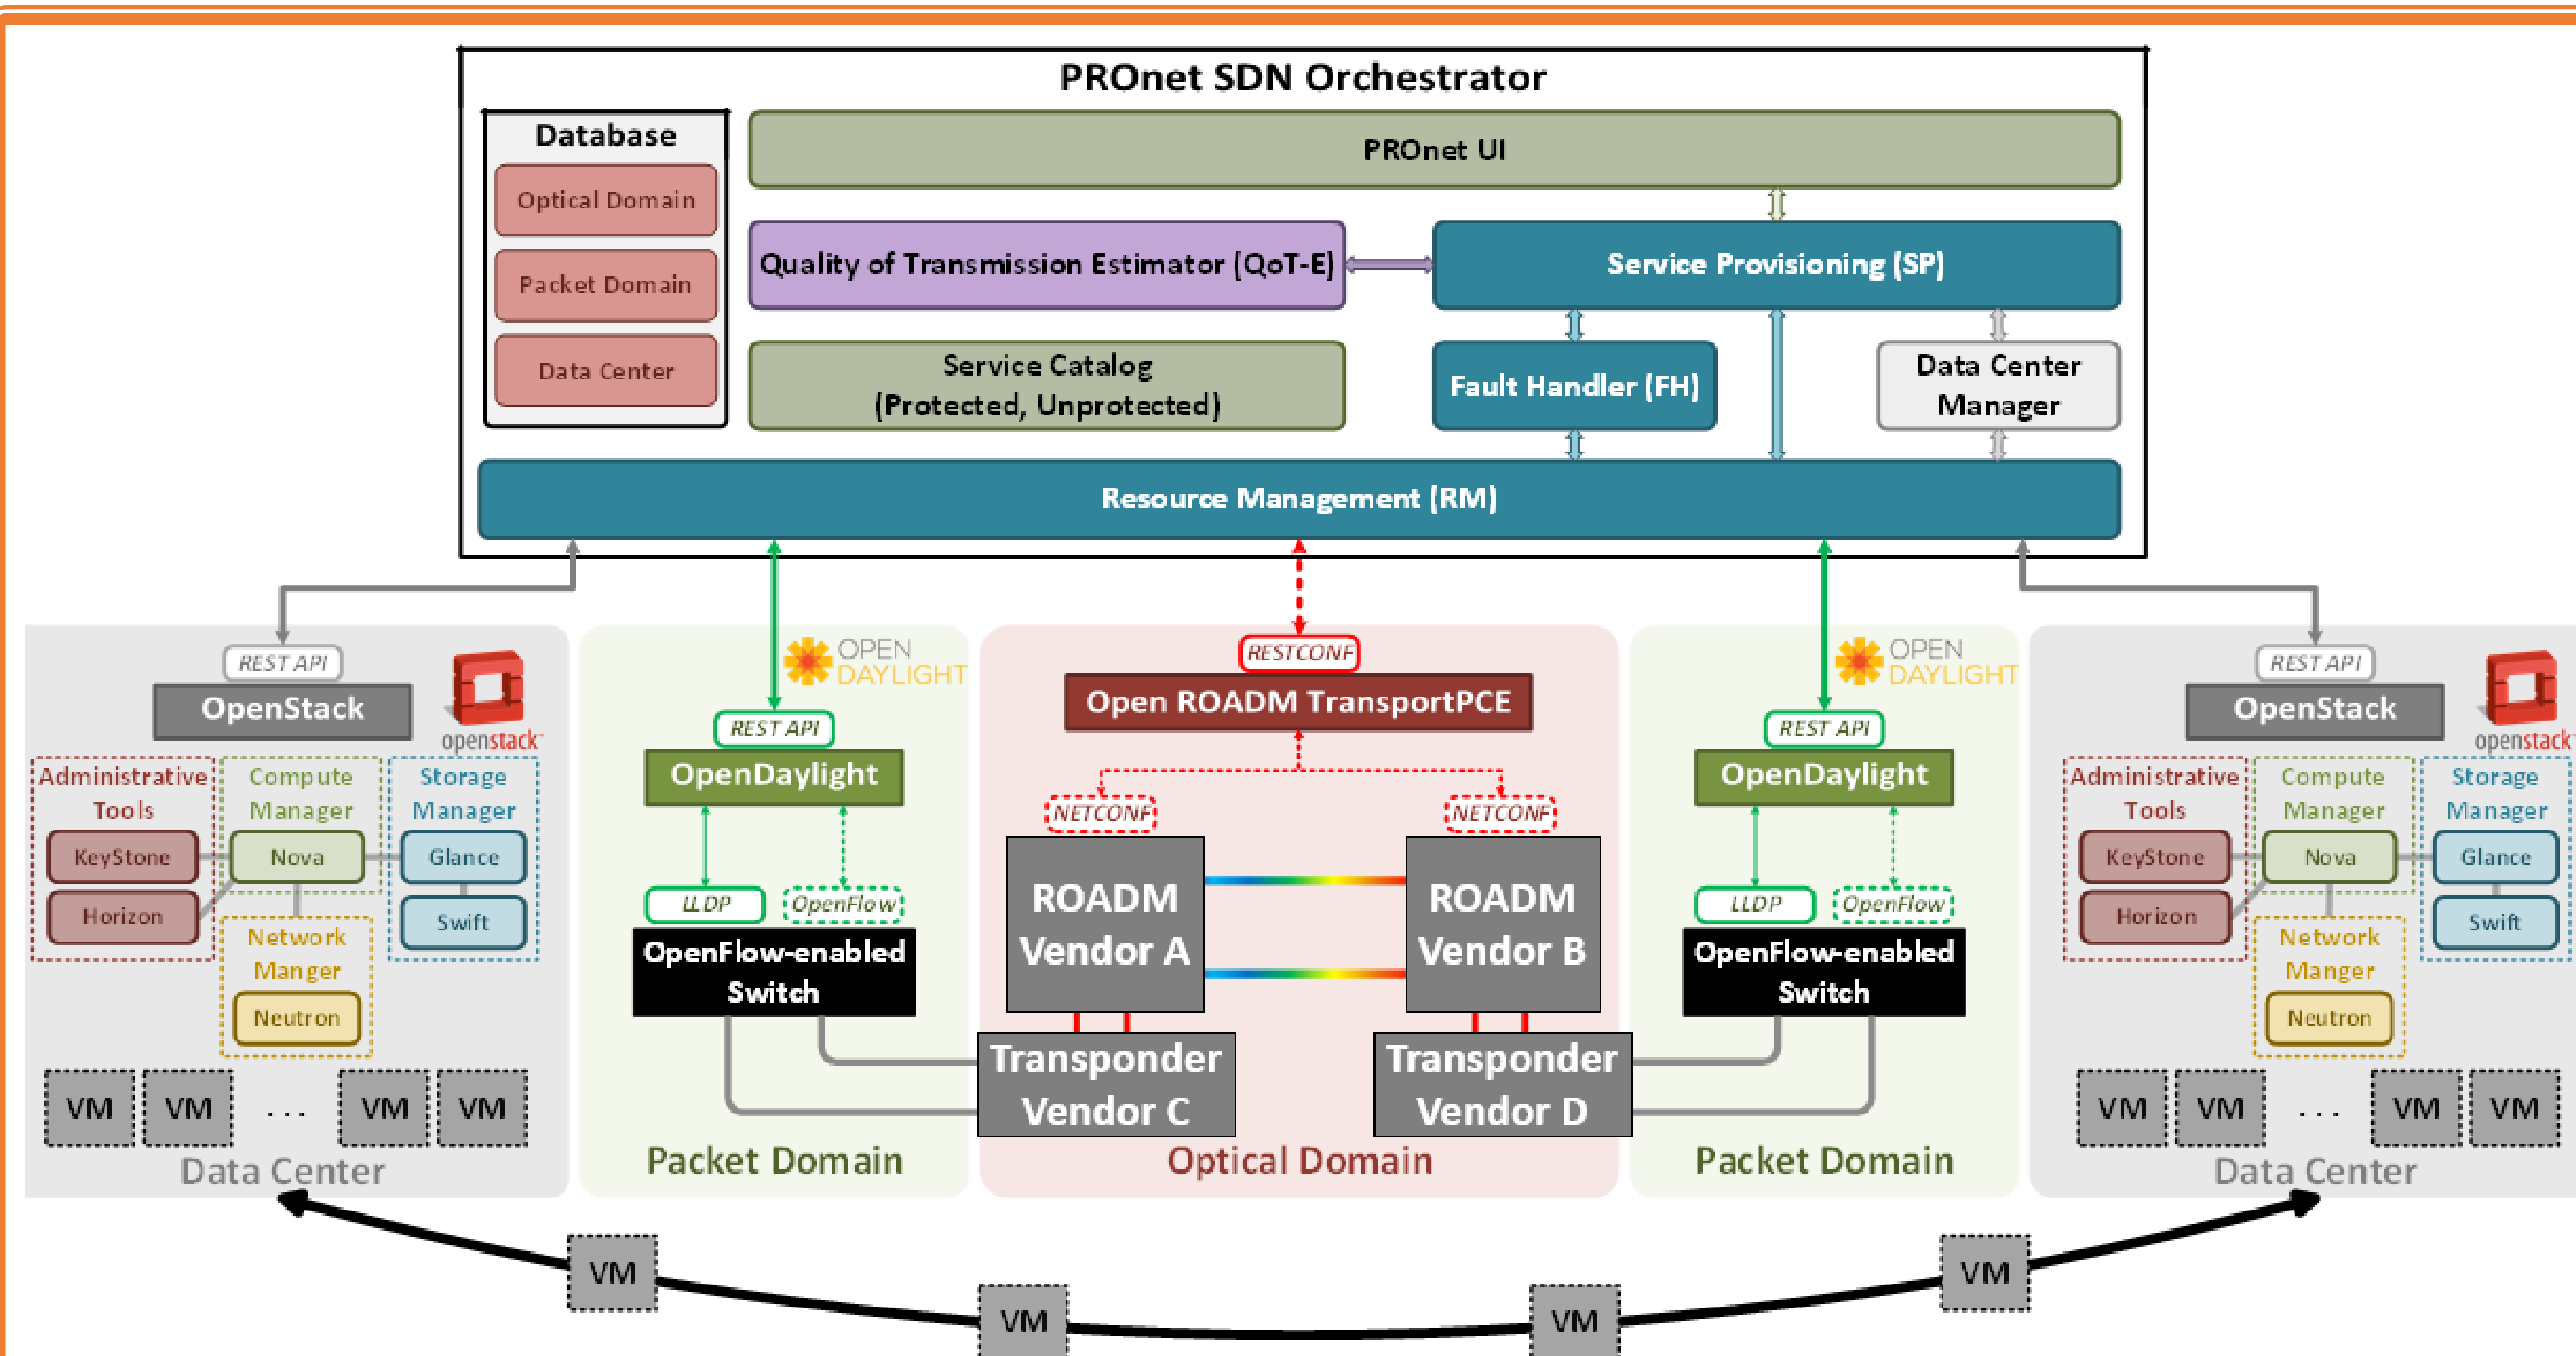 PROnet SDN Orchestrator
Database
Optical Domain
Packet Domain
Data Center
PROnet UI
Quality of Transmission Estimator (QoT-E)
Service Provisioning (SP)
Service Catalog
(Protected, Unprotected)
Fault Handler (FH)
Data Center
Manager
Resource Management (RM)
REST API
OpenStack
openstack™
Administrative
Tools
KeyStone
Horizon
Compute
Manager
Nova
Storage
Manager
Glance
Swift
Network
Manger
Neutron
VM
VM
...
VM
VM
Data Center
OPEN
DAYLIGHT
REST API
OpenDaylight
LLDP
OpenFlow
OpenFlow-enabled
Switch
Packet Domain
RESTCONF
Open ROADM TransportPCE
NETCONF
NETCONF
ROADM
Vendor A
ROADM
Vendor B
Transponder
Vendor C
Transponder
Vendor D
Optical Domain
OPEN
DAYLIGHT
REST API
OpenDaylight
LLDP
OpenFlow
OpenFlow-enabled
Switch
Packet Domain
REST API
OpenStack
openstack™
Administrative
Tools
KeyStone
Horizon
Compute
Manager
Nova
Storage
Manager
Glance
Swift
Network
Manger
Neutron
VM
VM
...
VM
VM
Data Center
VM
VM
VM
VM